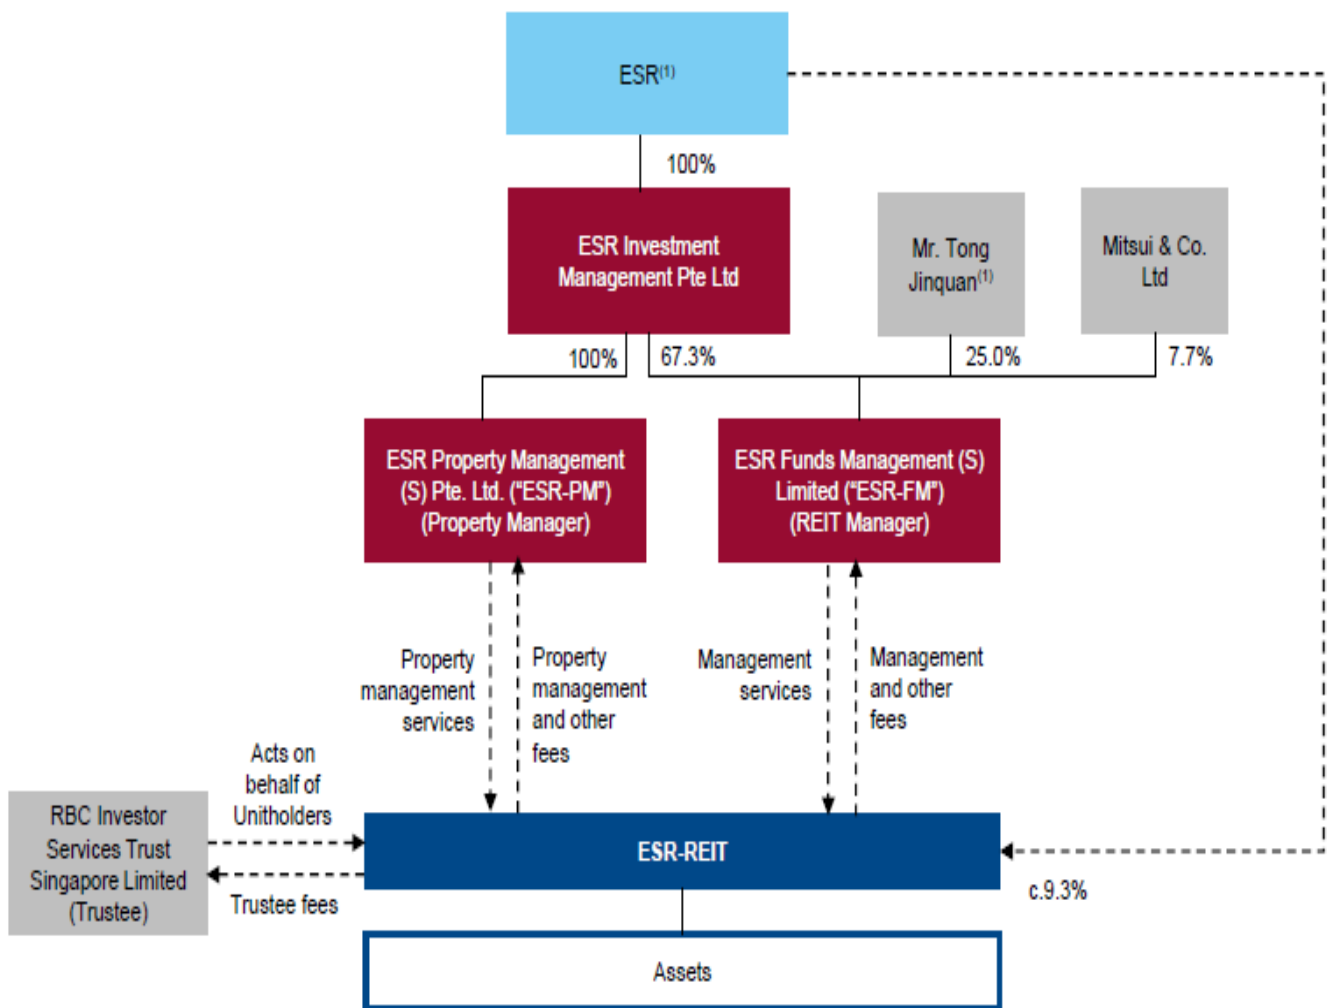 ESR(1)
100%
ESR Investment
Management Pte Ltd
Mr. Tong
Jinquan(1)
Mitsui & Co.
Ltd
100%
67.3%
25.0%
7.7%
ESR Property Management
(S) Pte. Ltd. (“ESR-PM”)
(Property Manager)
ESR Funds Management (S)
Limited (“ESR-FM”)
(REIT Manager)
Property
management
services
Property
management
and other
fees
Management
services
Management
and other
fees
Acts on
behalf of
Unitholders
RBC Investor
Services Trust
Singapore Limited
(Trustee)
Trustee fees
ESR-REIT
c.9.3%
Assets